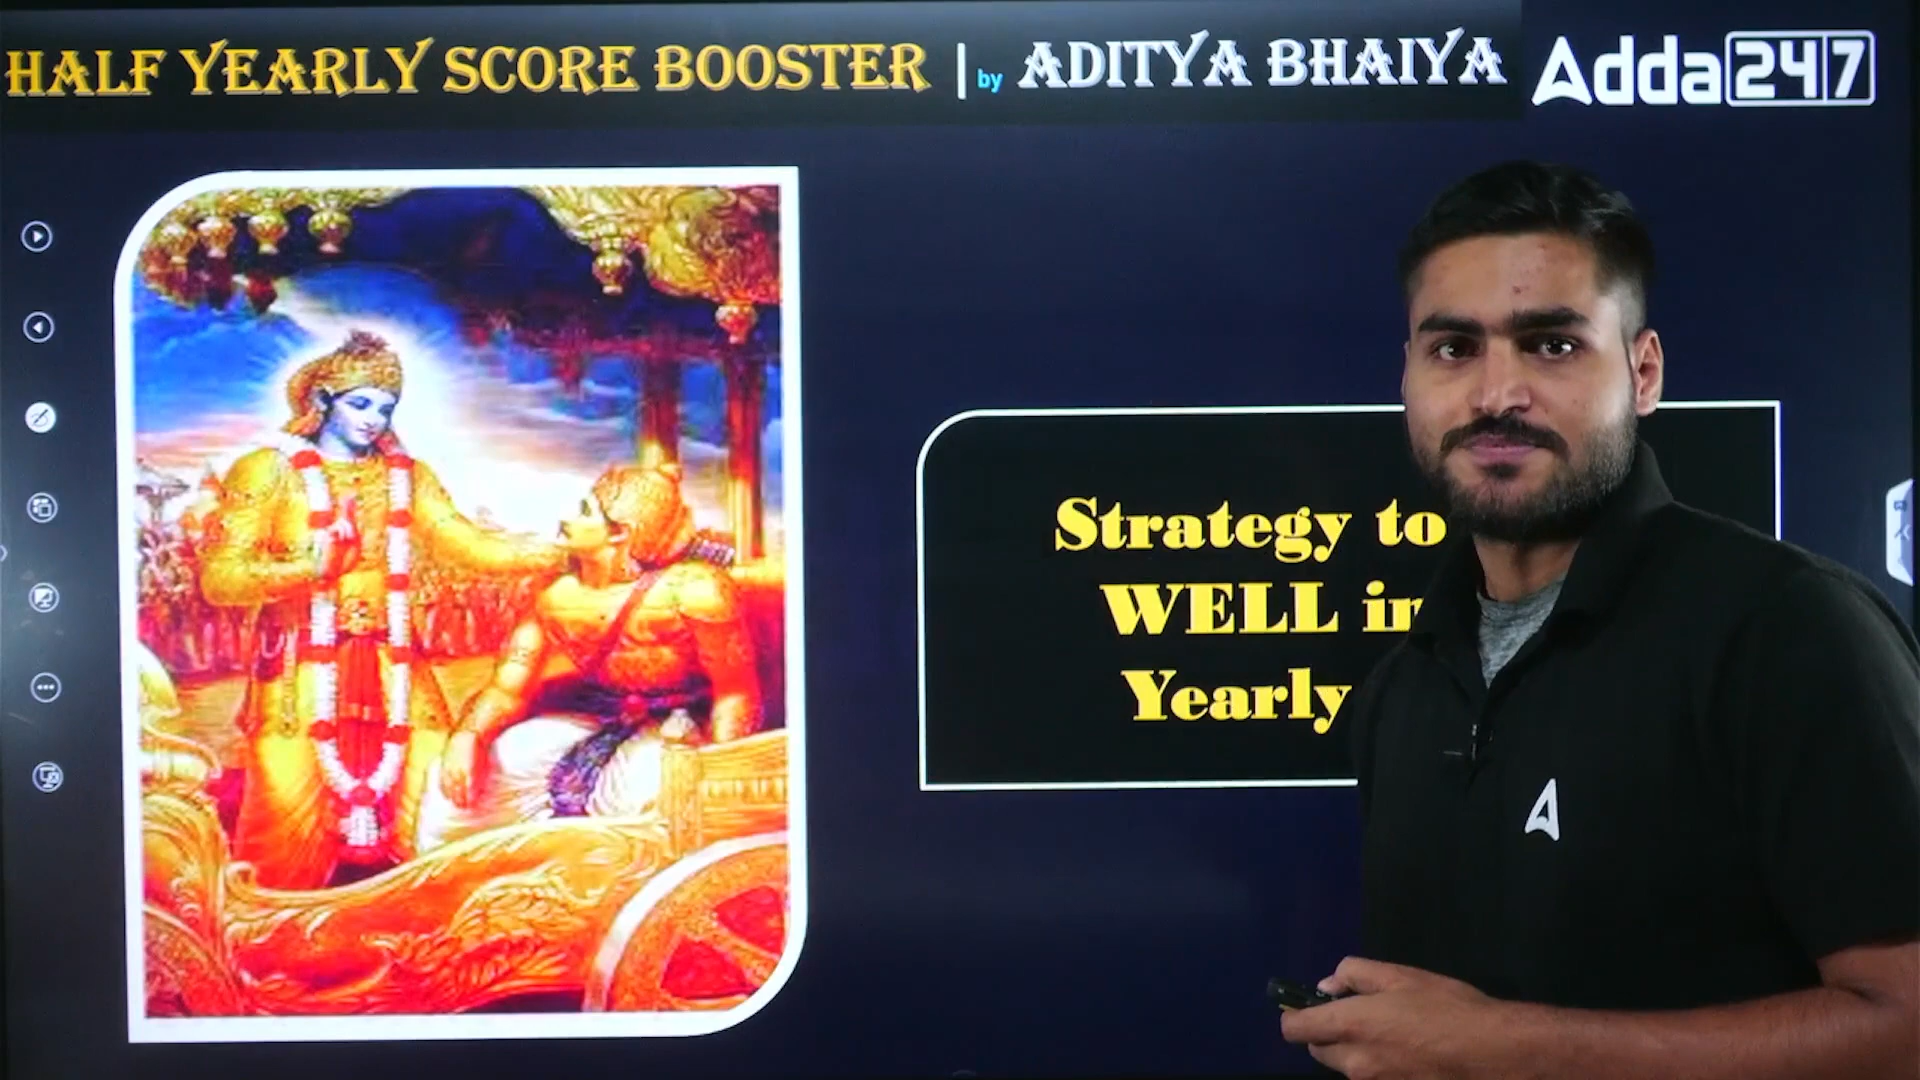 HALF YEARLY SCORE BOOSTER | by ADITYA BHAIYA
Adda247
Strategy to
WELL in
Yearly